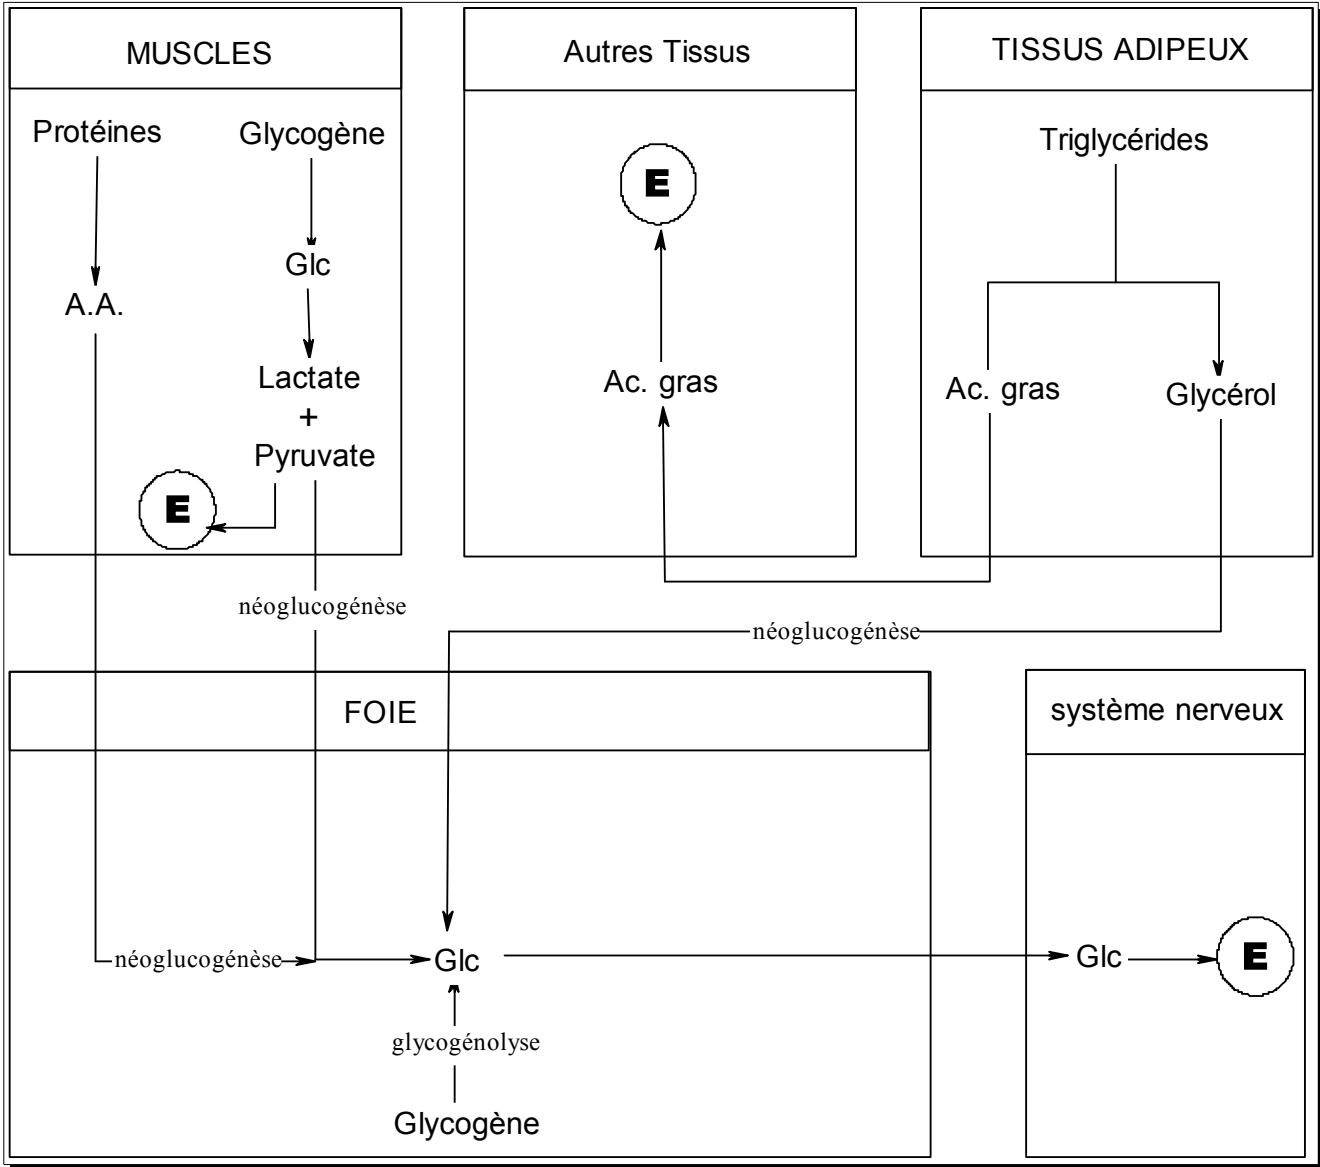 MUSCLES
Protéines
Glycogène
Glc
A.A.
Lactate
+
Pyruvate
E
Autres Tissus
E
Ac. gras
TISSUS ADIPEUX
Triglycérides
Ac. gras
Glycérol
néoglucogénèse
néoglucogénèse
FOIE
néoglucogénèse
Glc
glycogénolyse
Glycogène
système nerveux
Glc
E